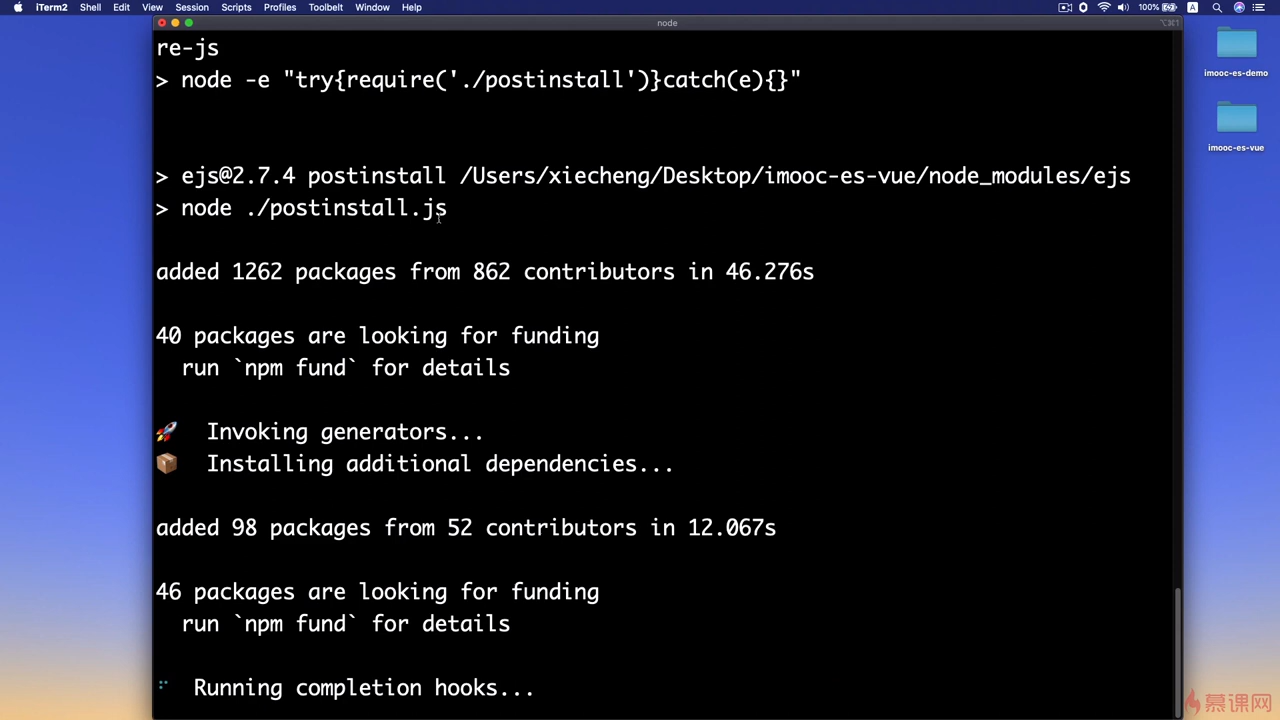 iTerm2 Shell Edit View Session Scripts Profiles Toolbelt Window Help 100% A
node
⌥⌘1
re-js
> node -e "try{require('./postinstall')}catch(e){}"
> ejs@2.7.4 postinstall /Users/xiecheng/Desktop/imooc-es-vue/node_modules/ejs
> node ./postinstall.js
added 1262 packages from 862 contributors in 46.276s
40 packages are looking for funding
run `npm fund` for details
🚀 Invoking generators...
📦 Installing additional dependencies...
added 98 packages from 52 contributors in 12.067s
46 packages are looking for funding
run `npm fund` for details
Running completion hooks...
imooc-es-demo
imooc-es-vue
慕课网